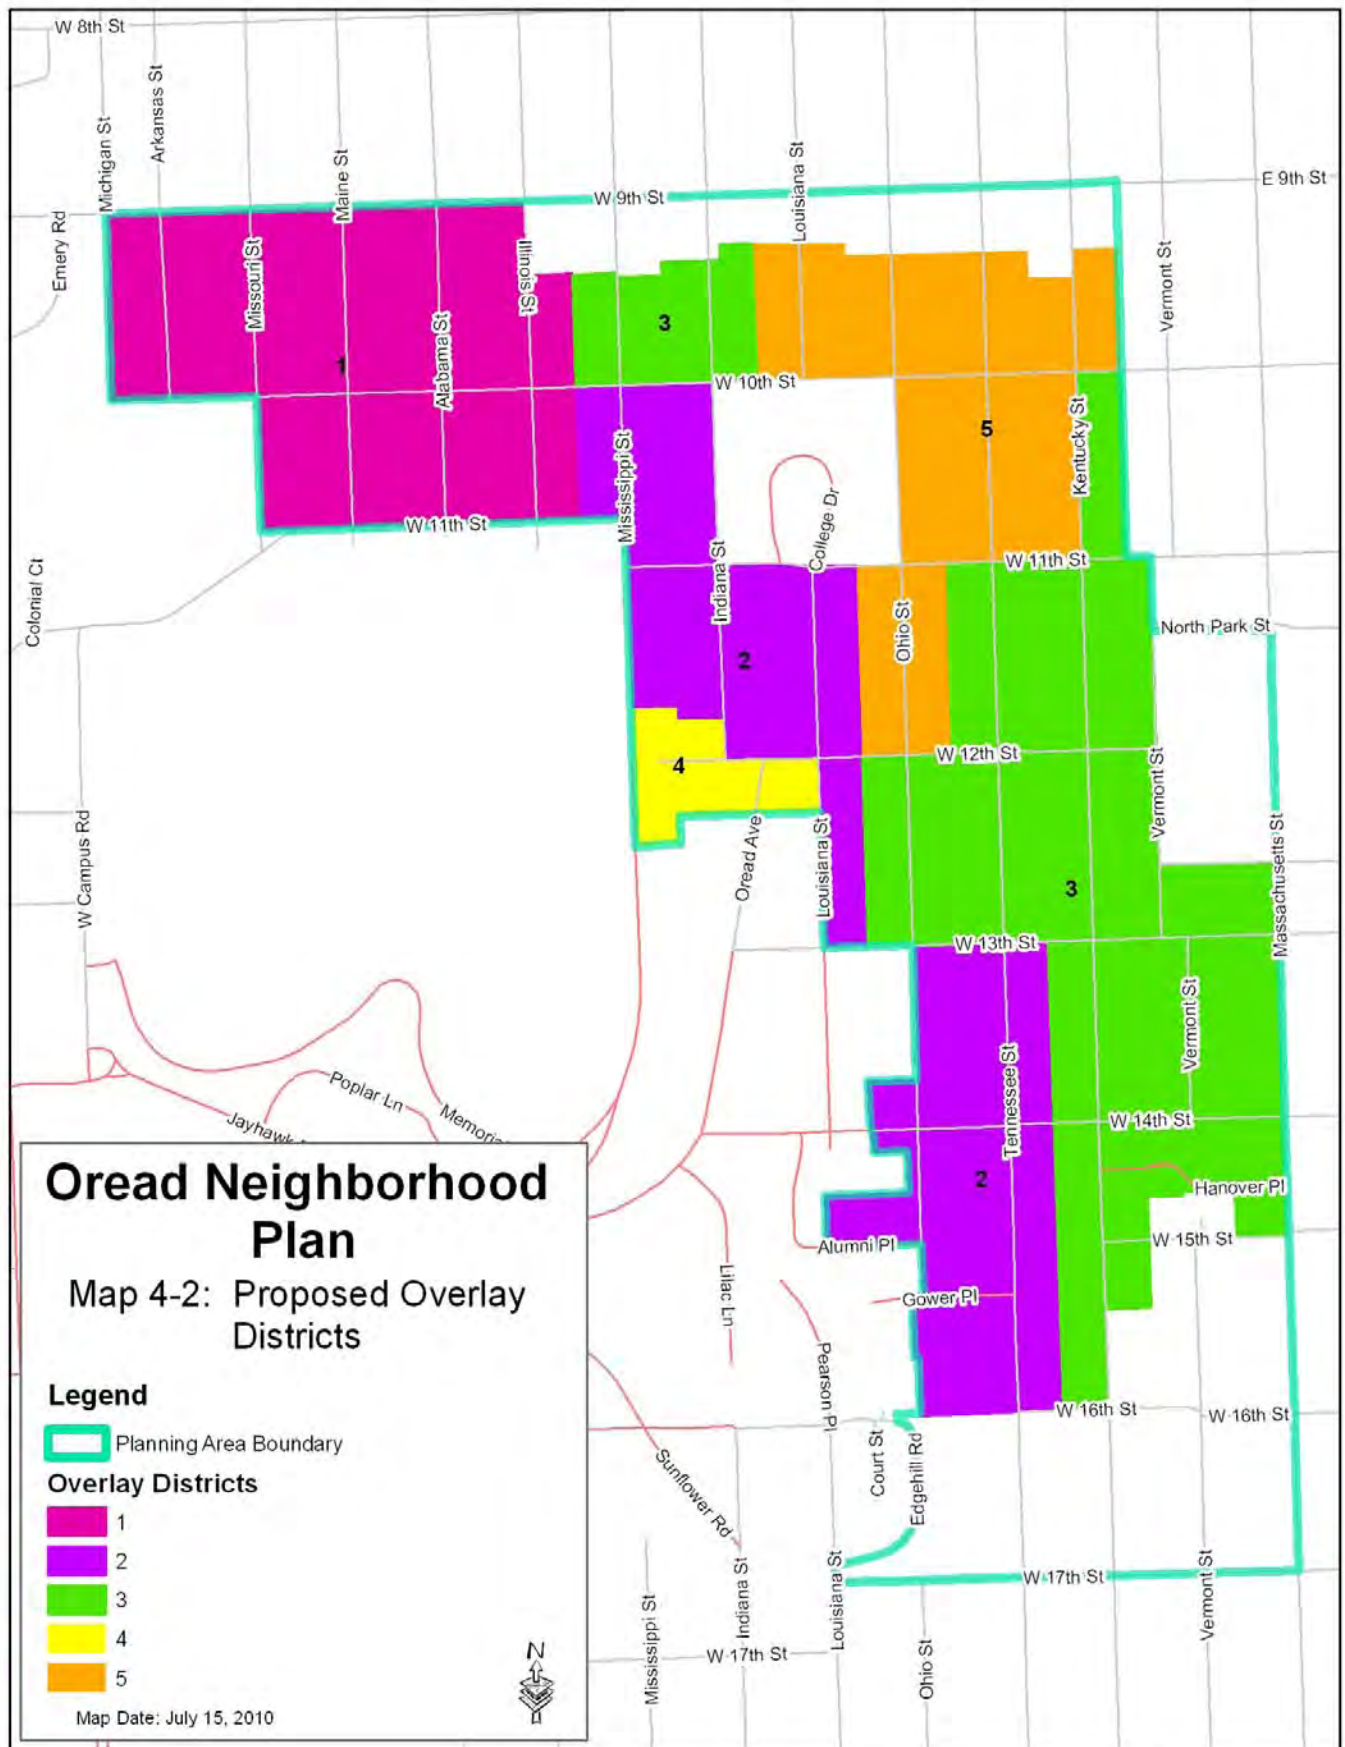 W 8th St
Arkansas St
Michigan St
Maine St
Louisiana St
E 9th St
W 9th St
Emery Rd
Missouri St
Illinois St
Vermont St
3
1
Alabama St
W 10th St
5
Kentucky St
Mississippi St
College Dr
W 11th St
W 11th St
Indiana St
Colonial Ct
Ohio St
North Park St
2
W 12th St
4
Vermont St
W Campus Rd
Oread Ave
Louisiana St
Massachusetts St
3
W 13th St
Vermont St
Tennessee St
Poplar Ln
Memoria
Jayhawk
W 14th St
2
Hanover Pl
W 15th St
Alumni Pl
Lilac Ln
Gower Pl
Pearson Pl
W 16th St
W 16th St
Court St
Edgehill Rd
Sunflower Rd
W 17th St
Mississippi St
Indiana St
Louisiana St
Ohio St
Vermont St
W 17th St
Oread Neighborhood
Plan
Map 4-2: Proposed Overlay
Districts
Legend
Planning Area Boundary
Overlay Districts
1
2
3
4
5
N
Map Date: July 15, 2010